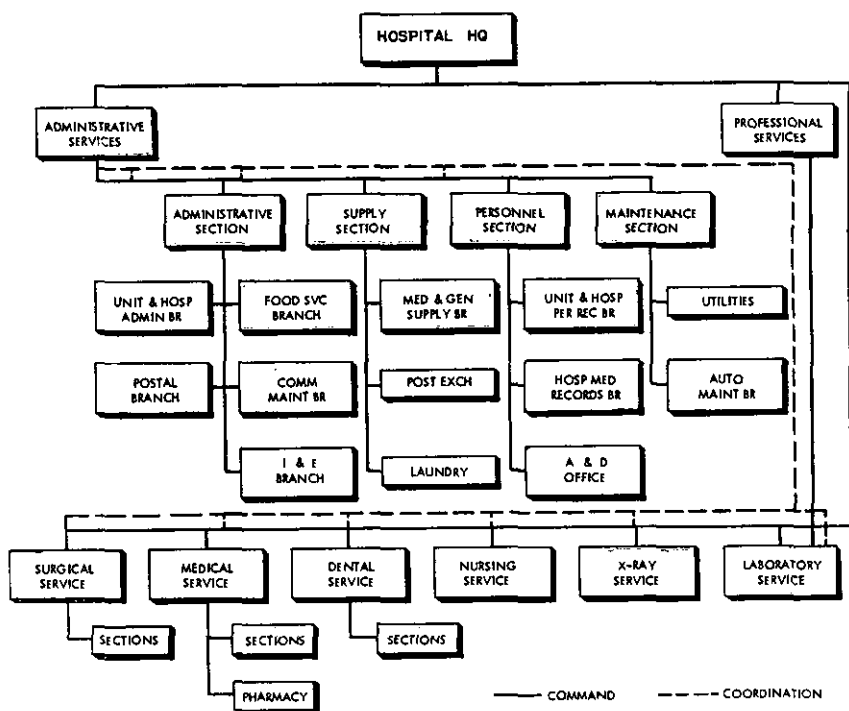 HOSPITAL HQ
ADMINISTRATIVE
SERVICES
PROFESSIONAL
SERVICES
ADMINISTRATIVE
SECTION
SUPPLY
SECTION
PERSONNEL
SECTION
MAINTENANCE
SECTION
UNIT & HOSP
ADMIN BR
FOOD SVC
BRANCH
MED & GEN
SUPPLY BR
UNIT & HOSP
PER REC BR
UTILITIES
POSTAL
BRANCH
COMM
MAINT BR
POST EXCH
HOSP MED
RECORDS BR
AUTO
MAINT BR
I & E
BRANCH
LAUNDRY
A & D
OFFICE
SURGICAL
SERVICE
MEDICAL
SERVICE
DENTAL
SERVICE
NURSING
SERVICE
X-RAY
SERVICE
LABORATORY
SERVICE
SECTIONS
SECTIONS
SECTIONS
PHARMACY
COMMAND
COORDINATION